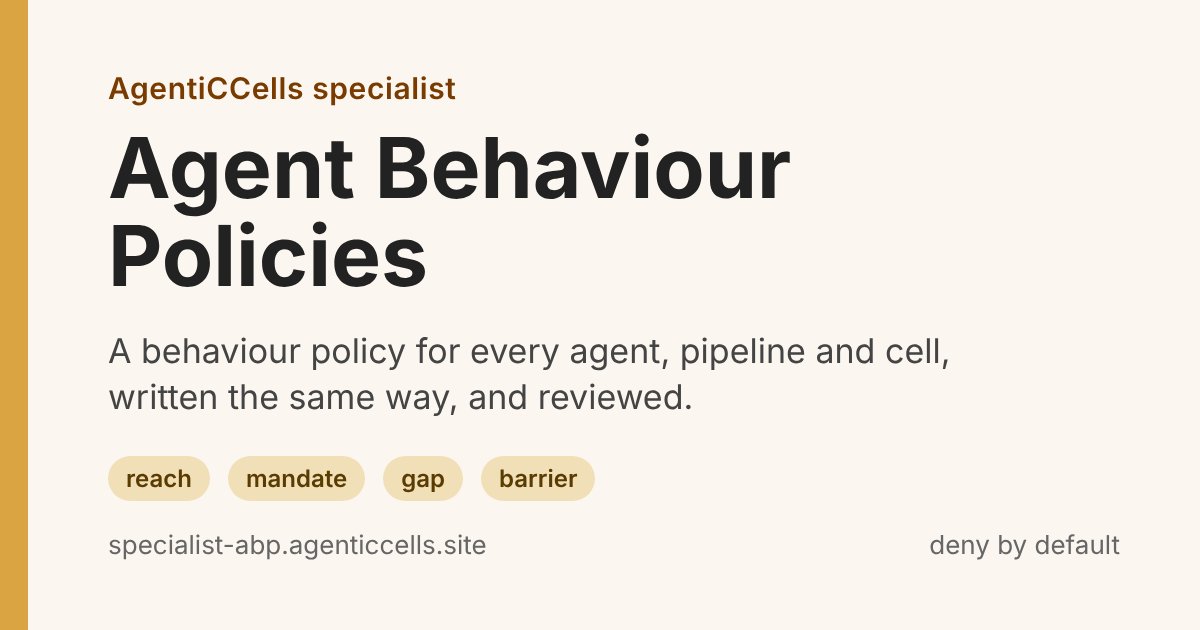 AgentiCCells specialist
Agent Behaviour
Policies
A behaviour policy for every agent, pipeline and cell,
written the same way, and reviewed.
reach mandate gap barrier
specialist-abp.agenticcells.site deny by default